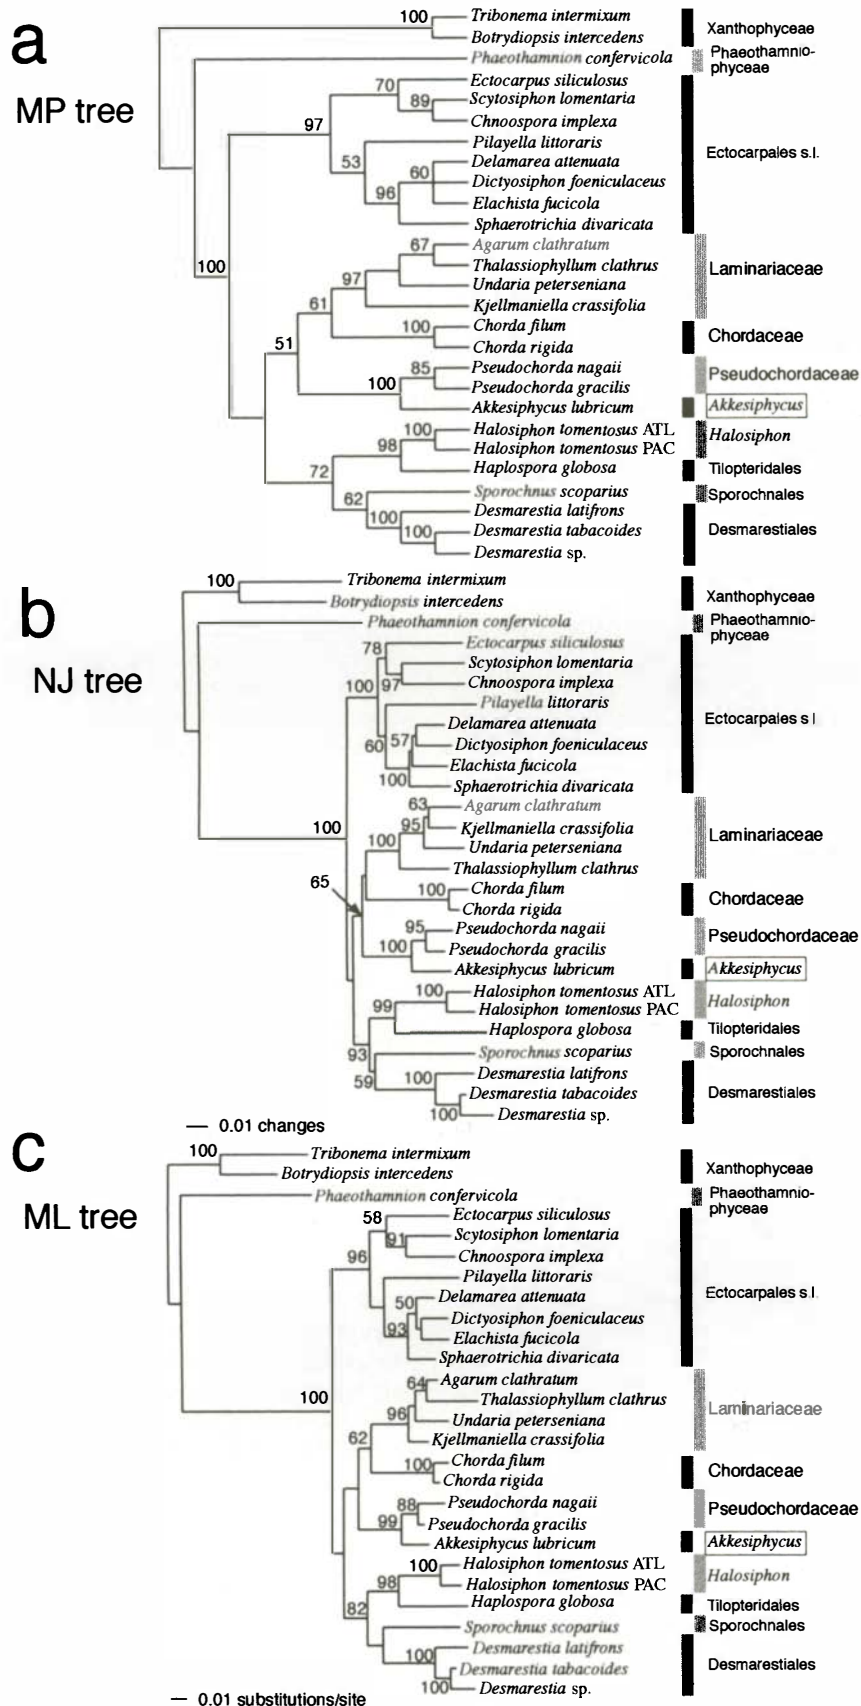 a
MP tree
100
Tribonema intermixum
Botrydiopsis intercedens
Xanthophyceae
Phaeothamnion confervicola
Phaeothamnio-
phyceae
70
Ectocarpus siliculosus
89
Scytosiphon lomentaria
Chnoospora implexa
97
53
Pilayella littoraris
60
Delamarea attenuata
96
Dictyosiphon foeniculaceus
Elachista fucicola
Sphaerotrichia divaricata
Ectocarpales s.l.
100
67
Agarum clathratum
Thalassiophyllum clathrus
97
Undaria peterseniana
61
Kjellmaniella crassifolia
Laminariaceae
51
100
Chorda filum
Chorda rigida
Chordaceae
85
Pseudochorda nagaii
100
Pseudochorda gracilis
Pseudochordaceae
Akkesiphycus lubricum
Akkesiphycus
100
Halosiphon tomentosus ATL
98
Halosiphon tomentosus PAC
Halosiphon
72
Haplospora globosa
Tilopteridales
62
Sporochnus scoparius
Sporochnales
100
Desmarestia latifrons
100
Desmarestia tabacoides
Desmarestia sp.
Desmarestiales
b
NJ tree
100
Tribonema intermixum
Botrydiopsis intercedens
Xanthophyceae
Phaeothamnion confervicola
Phaeothamnio-
phyceae
78
Ectocarpus siliculosus
Scytosiphon lomentaria
100
97
Chnoospora implexa
Pilayella littoraris
60
57
Delamarea attenuata
Dictyosiphon foeniculaceus
Elachista fucicola
100
Sphaerotrichia divaricata
Ectocarpales s l
100
63
Agarum clathratum
95
Kjellmaniella crassifolia
100
Undaria peterseniana
Thalassiophyllum clathrus
Laminariaceae
65
100
Chorda filum
Chorda rigida
Chordaceae
95
Pseudochorda nagaii
100
Pseudochorda gracilis
Pseudochordaceae
Akkesiphycus lubricum
Akkesiphycus
100
Halosiphon tomentosus ATL
99
Halosiphon tomentosus PAC
Halosiphon
Haplospora globosa
Tilopteridales
93
Sporochnus scoparius
Sporochnales
59
100
Desmarestia latifrons
Desmarestia tabacoides
100
Desmarestia sp.
Desmarestiales
0.01 changes
c
ML tree
100
Tribonema intermixum
Botrydiopsis intercedens
Xanthophyceae
Phaeothamnion confervicola
Phaeothamnio-
phyceae
58
Ectocarpus siliculosus
91
Scytosiphon lomentaria
96
Chnoospora implexa
Pilayella littoraris
50
Delamarea attenuata
Dictyosiphon foeniculaceus
93
Elachista fucicola
Sphaerotrichia divaricata
Ectocarpales s.l.
100
64
Agarum clathratum
Thalassiophyllum clathrus
96
Undaria peterseniana
62
Kjellmaniella crassifolia
Laminariaceae
100
Chorda filum
Chorda rigida
Chordaceae
88
Pseudochorda nagaii
99
Pseudochorda gracilis
Pseudochordaceae
Akkesiphycus lubricum
Akkesiphycus
100
Halosiphon tomentosus ATL
98
Halosiphon tomentosus PAC
Halosiphon
82
Haplospora globosa
Tilopteridales
Sporochnus scoparius
Sporochnales
100
Desmarestia latifrons
Desmarestia tabacoides
100
Desmarestia sp.
Desmarestiales
0.01 substitutions/site